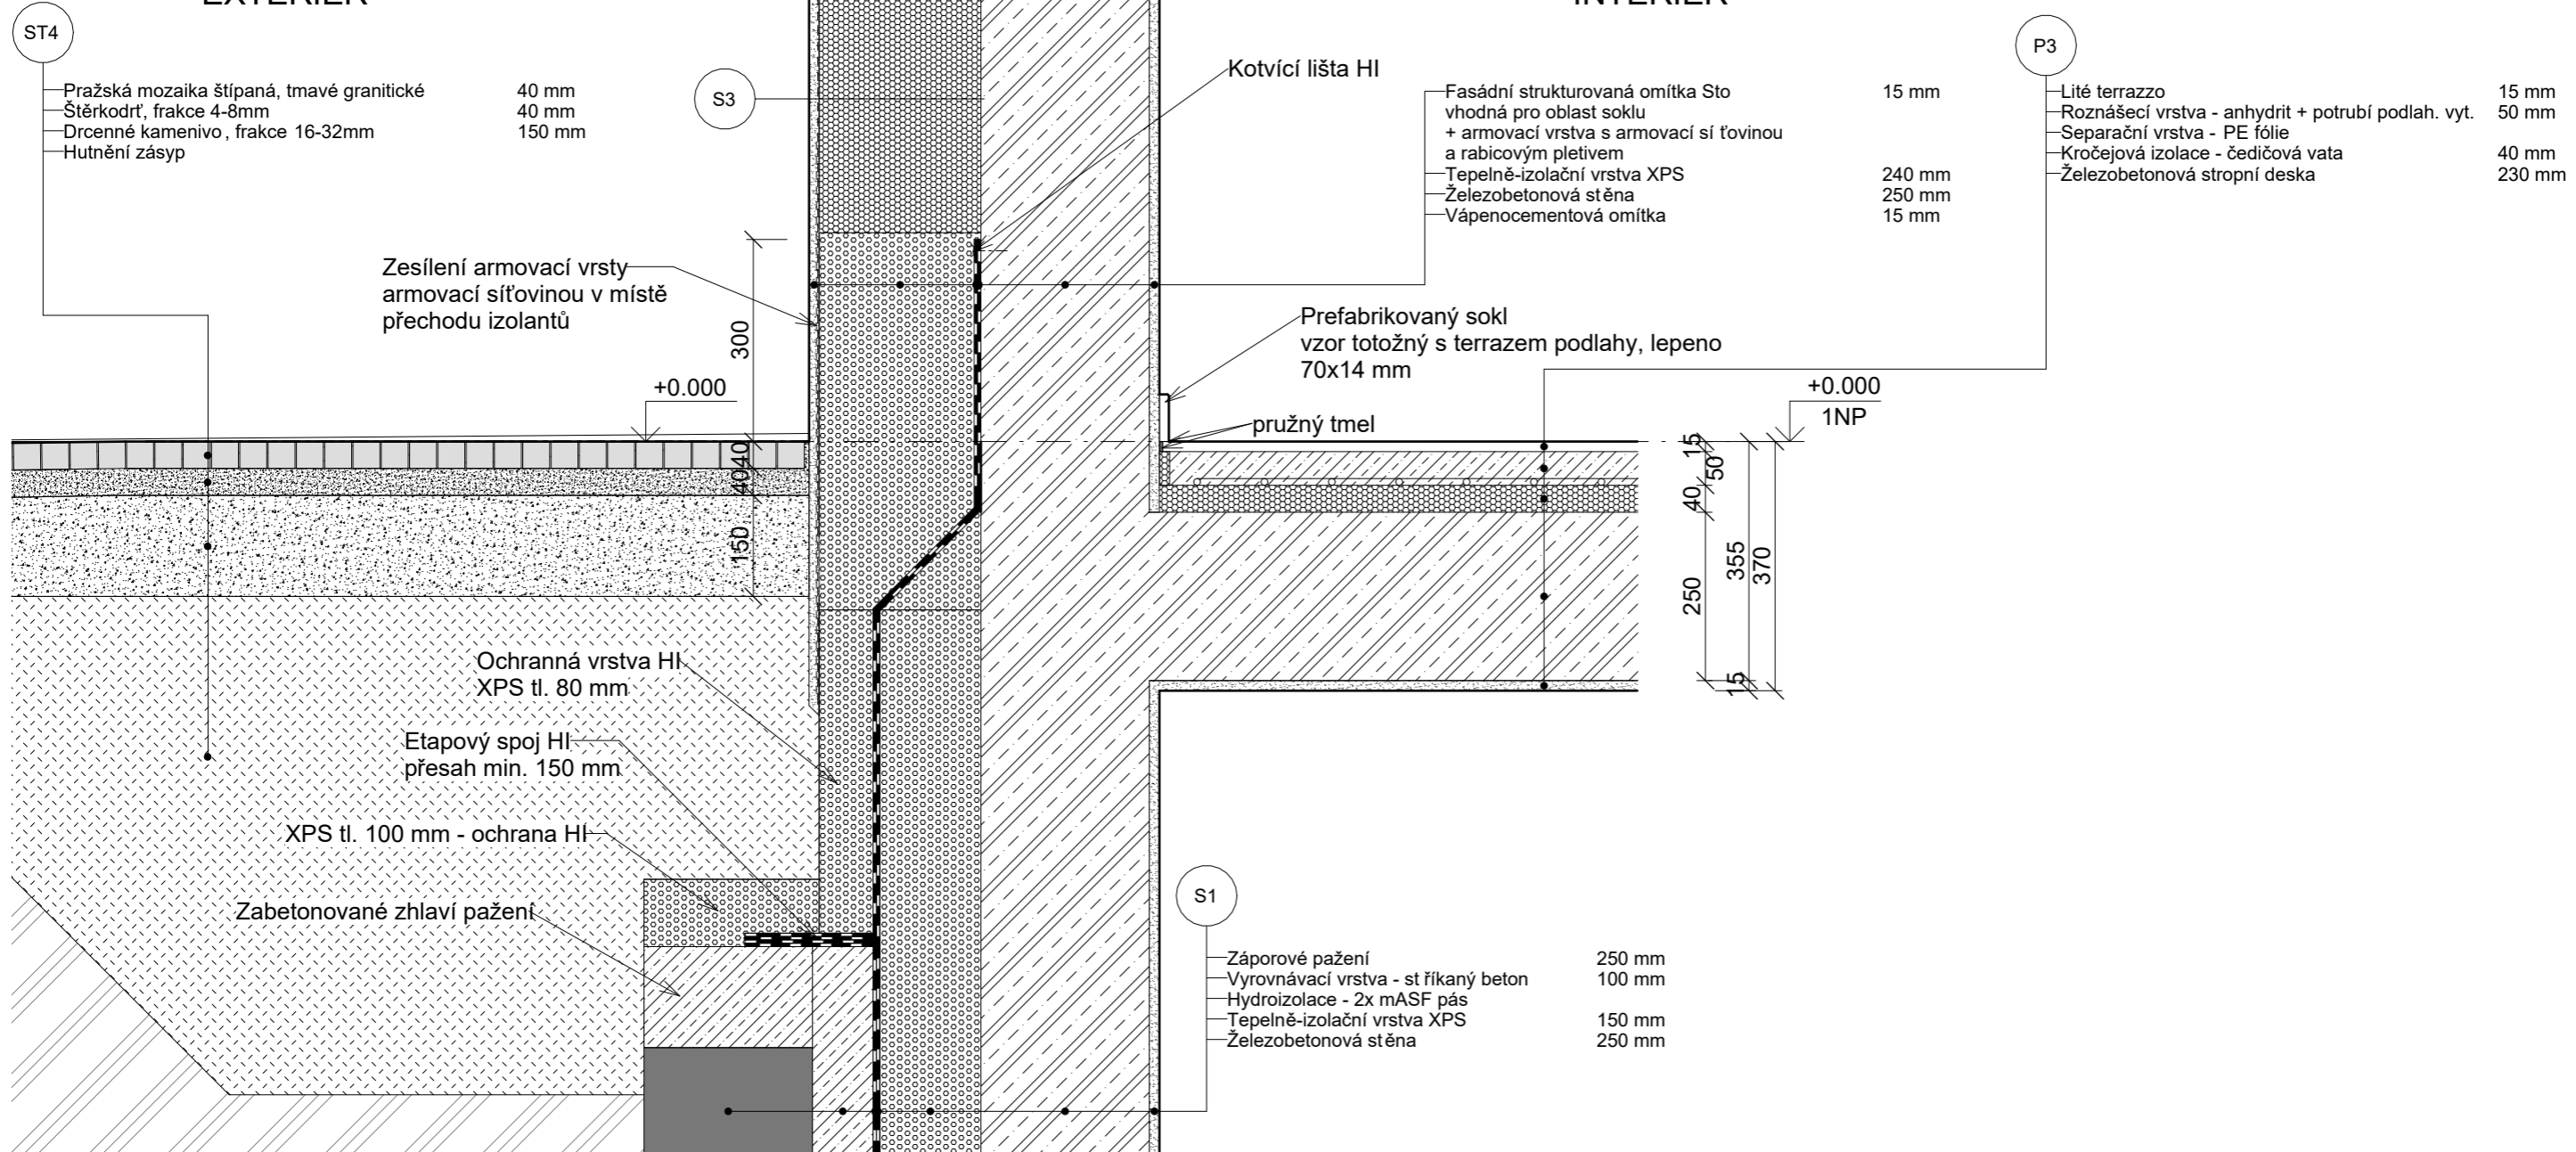 EXTERIÉR
INTERIÉR
ST4
Pražská mozaika štípaná, tmavé granitické 40 mm
Štěrkodrť, frakce 4-8mm 40 mm
Drcenné kamenivo, frakce 16-32mm 150 mm
Hutnění zásyp
S3
Kotvící lišta HI
Fasádní strukturovaná omítka Sto 15 mm
vhodná pro oblast soklu
+ armovací vrstva s armovací sí ťovinou
a rabicovým pletivem
Tepelně-izolační vrstva XPS 240 mm
Železobetonová stěna 250 mm
Vápenocementová omítka 15 mm
P3
Lité terrazzo 15 mm
Roznášecí vrstva - anhydrit + potrubí podlah. vyt. 50 mm
Separační vrstva - PE fólie
Kročejová izolace - čedičová vata 40 mm
Železobetonová stropní deska 230 mm
Zesílení armovací vrsty
armovací síťovinou v místě
přechodu izolantů
300
+0.000
40
40
150
Prefabrikovaný sokl
vzor totožný s terrazem podlahy, lepeno
70x14 mm
pružný tmel
+0.000
1NP
15
50
40
250
15
355
370
Ochranná vrstva HI
XPS tl. 80 mm
Etapový spoj HI
přesah min. 150 mm
XPS tl. 100 mm - ochrana HI
Zabetonované zhlaví pažení
S1
Záporové pažení 250 mm
Vyrovnávací vrstva - st říkaný beton 100 mm
Hydroizolace - 2x mASF pás
Tepelně-izolační vrstva XPS 150 mm
Železobetonová stěna 250 mm